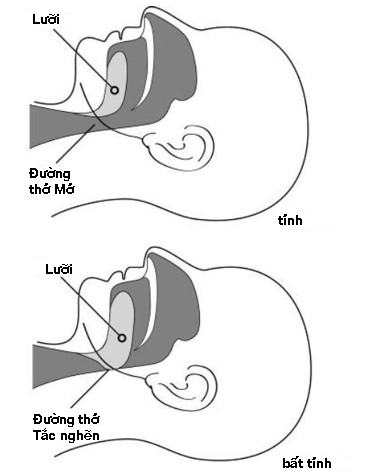 Lưỡi
Đường
thở Mở
tỉnh
Lưỡi
Đường thở
Tắc nghẽn
bất tỉnh